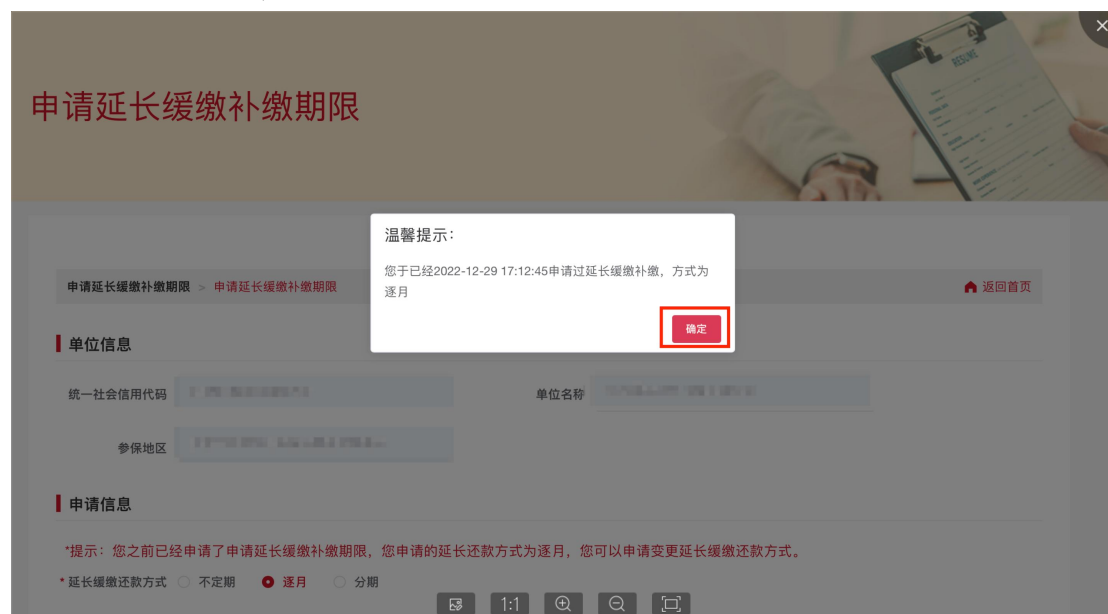 申请延长缓缴补缴期限
RESUME
温馨提示：
您于已经2022-12-29 17:12:45申请过延长缓缴补缴，方式为
逐月
确定
申请延长缓缴补缴期限 > 申请延长缓缴补缴期限
返回首页
单位信息
统一社会信用代码
单位名称
参保地区
申请信息
*提示：您之前已经申请了申请延长缓缴补缴期限，您申请的延长还款方式为逐月，您可以申请变更延长缓缴还款方式。
*延长缓缴还款方式 不定期 逐月 分期
1:1